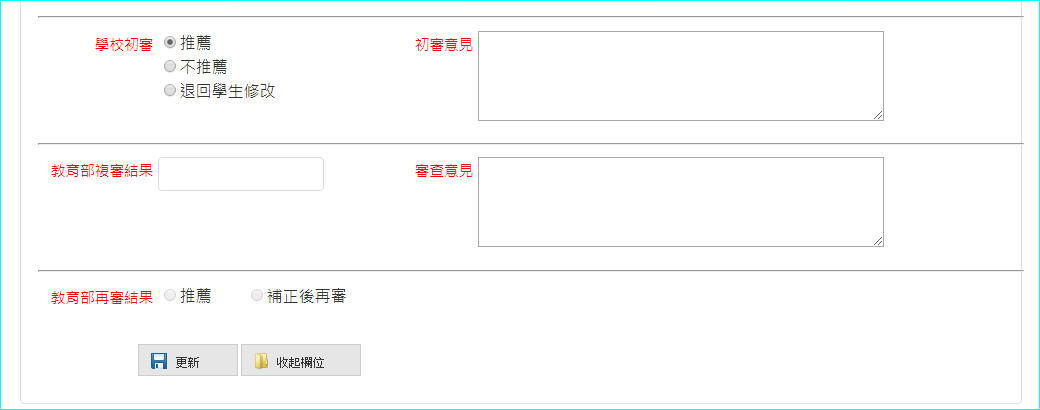 學校初審 推薦 初審意見
不推薦
退回學生修改
教育部複審結果 審查意見
教育部再審結果 推薦 補正後再審
更新 收起欄位